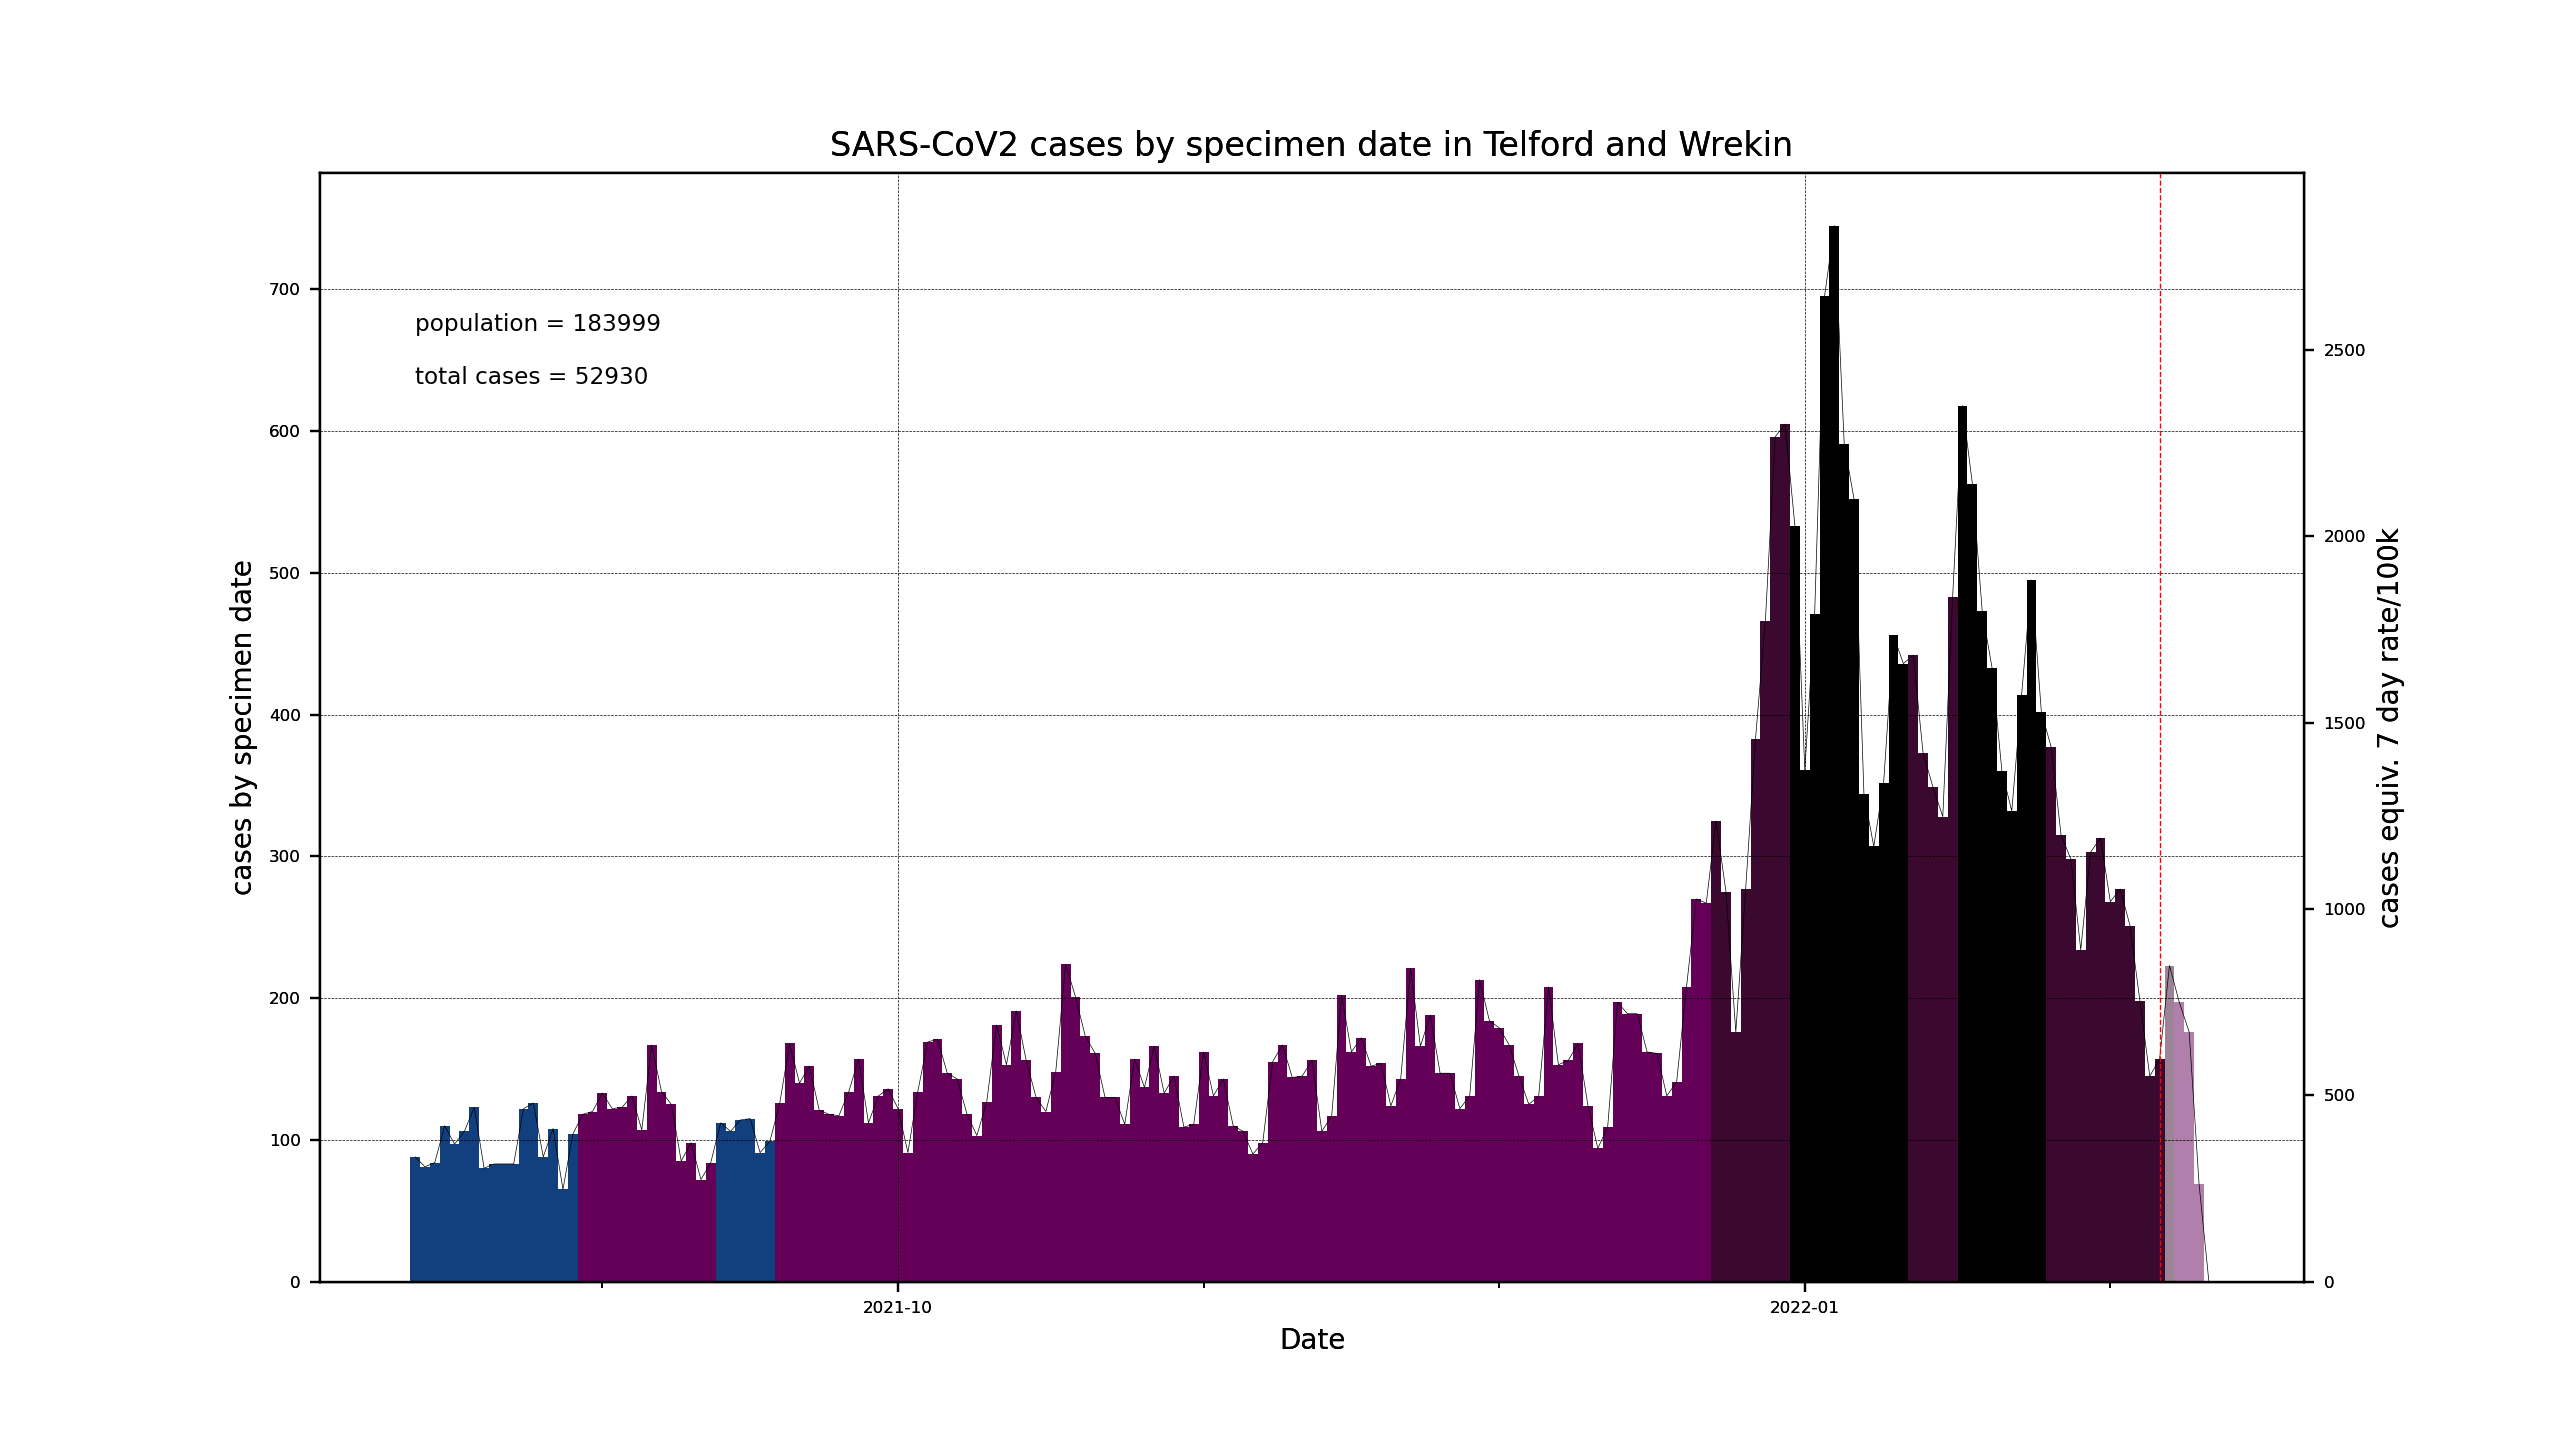 SARS-CoV2 cases by specimen date in Telford and Wrekin
population = 183999
total cases = 52930
cases by specimen date
700
600
500
400
300
200
100
0
2500
2000
1500
1000
500
0
cases equiv. 7 day rate/100k
2021-10
2022-01
Date